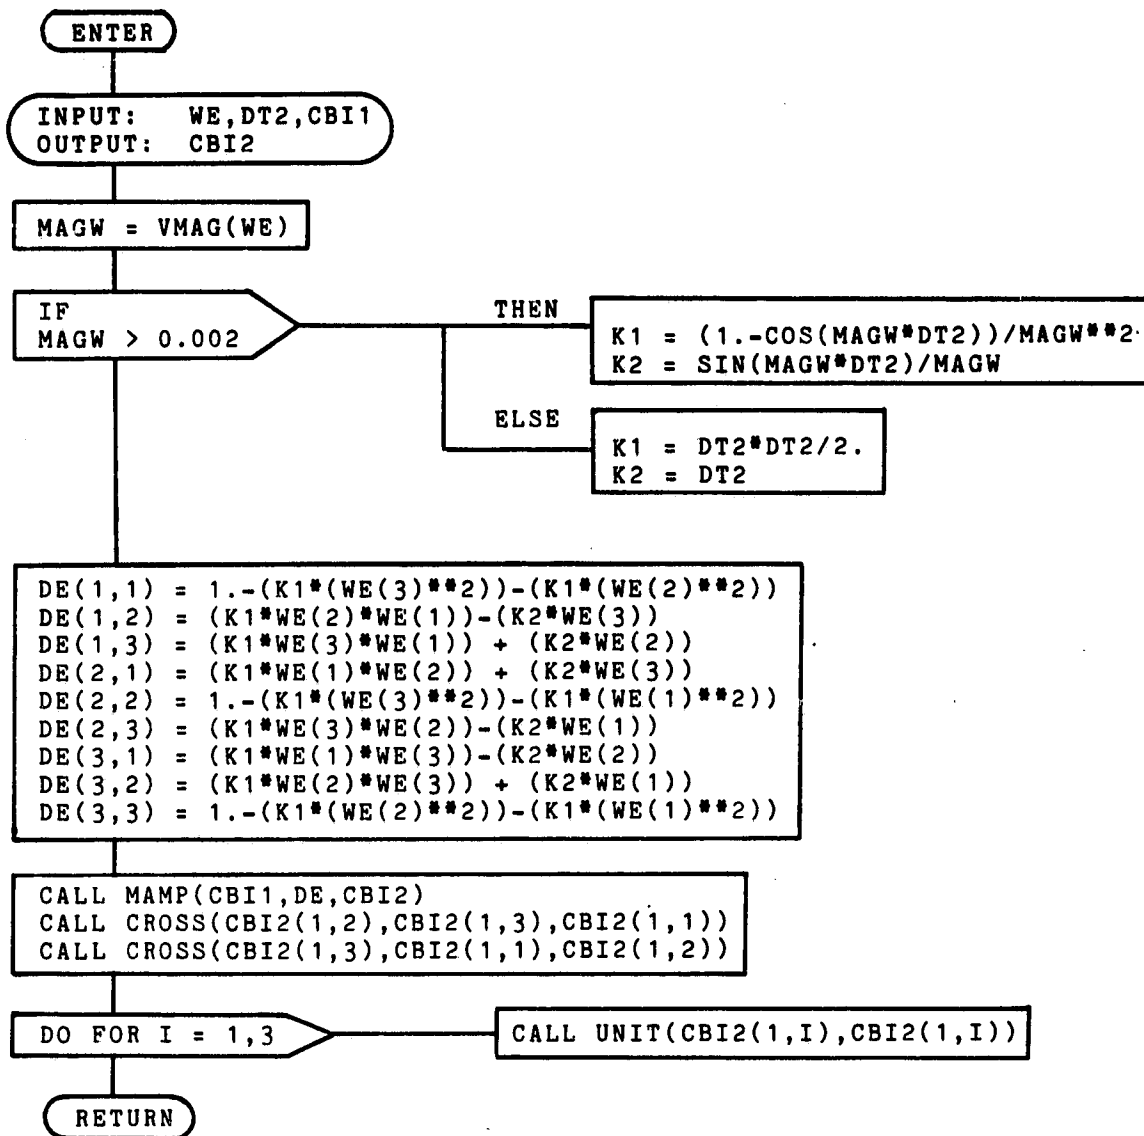 ENTER
INPUT: WE,DT2,CBI1
OUTPUT: CBI2
MAGW = VMAG(WE)
IF
MAGW > 0.002
THEN
K1 = (1.-COS(MAGW*DT2))/MAGW**2
K2 = SIN(MAGW*DT2)/MAGW
ELSE
K1 = DT2*DT2/2.
K2 = DT2
DE(1,1) = 1.-(K1*(WE(3)**2))-(K1*(WE(2)**2))
DE(1,2) = (K1*WE(2)*WE(1))-(K2*WE(3))
DE(1,3) = (K1*WE(3)*WE(1)) + (K2*WE(2))
DE(2,1) = (K1*WE(1)*WE(2)) + (K2*WE(3))
DE(2,2) = 1.-(K1*(WE(3)**2))-(K1*(WE(1)**2))
DE(2,3) = (K1*WE(3)*WE(2))-(K2*WE(1))
DE(3,1) = (K1*WE(1)*WE(3))-(K2*WE(2))
DE(3,2) = (K1*WE(2)*WE(3)) + (K2*WE(1))
DE(3,3) = 1.-(K1*(WE(2)**2))-(K1*(WE(1)**2))
CALL MAMP(CBI1,DE,CBI2)
CALL CROSS(CBI2(1,2),CBI2(1,3),CBI2(1,1))
CALL CROSS(CBI2(1,3),CBI2(1,1),CBI2(1,2))
DO FOR I = 1,3
CALL UNIT(CBI2(1,I),CBI2(1,I))
RETURN